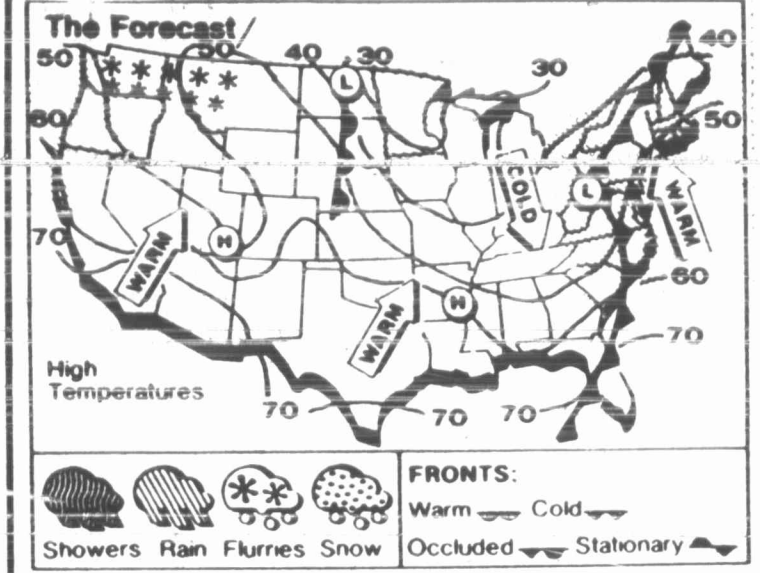 The Forecast
50
50
40
30
30
40
50
60
L
COLD
L
WARM
70
WARM
H
60
WARM
H
70
High
Temperatures
70
70
70
Showers Rain Flurries Snow
FRONTS:
Warm Cold
Occluded Stationary